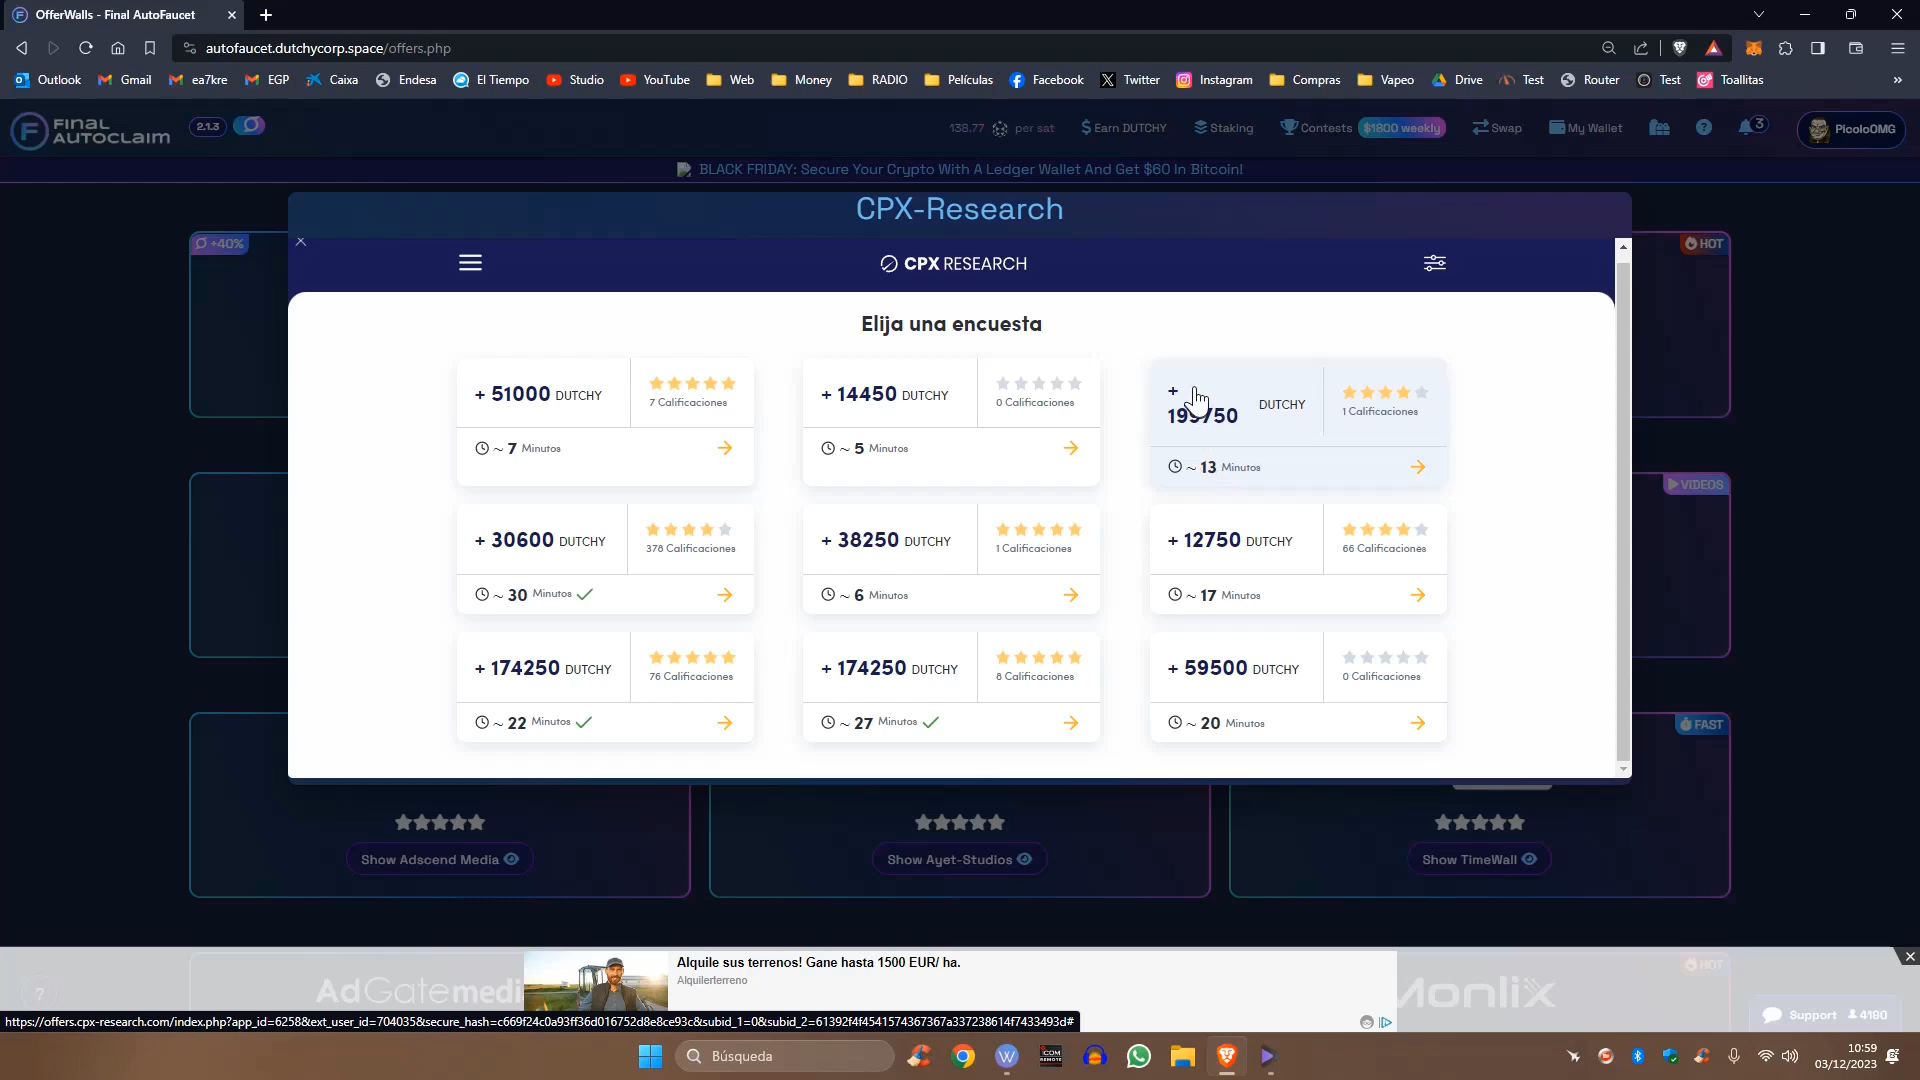 OfferWalls - Final AutoFaucet
autofaucet.dutchycorp.space/offers.php
Outlook Gmail ea7kre EGP Caixa Endesa El Tiempo Studio YouTube Web Money RADIO Películas Facebook Twitter Instagram Compras Vapeo Drive Test Router Test Toallitas
FINAL AUTOCLAIM 2.1.3 138.77 per sat Earn DUTCHY Staking Contests $1800 weekly Swap My Wallet 3 PicoloOMG
BLACK FRIDAY: Secure Your Crypto With A Ledger Wallet And Get $60 In Bitcoin!
CPX-Research
+40%
HOT
CPX RESEARCH
Elija una encuesta
+ 51000 DUTCHY 7 Calificaciones
~ 7 Minutos
+ 14450 DUTCHY 0 Calificaciones
~ 5 Minutos
+ DUTCHY 1 Calificaciones
~ 13 Minutos
VIDEOS
+ 30600 DUTCHY 378 Calificaciones
~ 30 Minutos
+ 38250 DUTCHY 1 Calificaciones
~ 6 Minutos
+ 12750 DUTCHY 66 Calificaciones
~ 17 Minutos
+ 174250 DUTCHY 76 Calificaciones
~ 22 Minutos
+ 174250 DUTCHY 8 Calificaciones
~ 27 Minutos
+ 59500 DUTCHY 0 Calificaciones
~ 20 Minutos
FAST
Show Adscend Media
Show Ayet-Studios
Show TimeWall
AdGatemedi
Alquile sus terrenos! Gane hasta 1500 EUR/ ha.
Alquilerterreno
HOT
Monlix
?
Support 4190
https://offers.cpx-research.com/index.php?app_id=6258&ext_user_id=704035&secure_hash=c669f24c0a93ff36d016752d8e8ce93c&subid_1=0&subid_2=61392f4f4541574367367a337238614f7433493d#
Búsqueda
ICOM REMOTE
10:59
03/12/2023